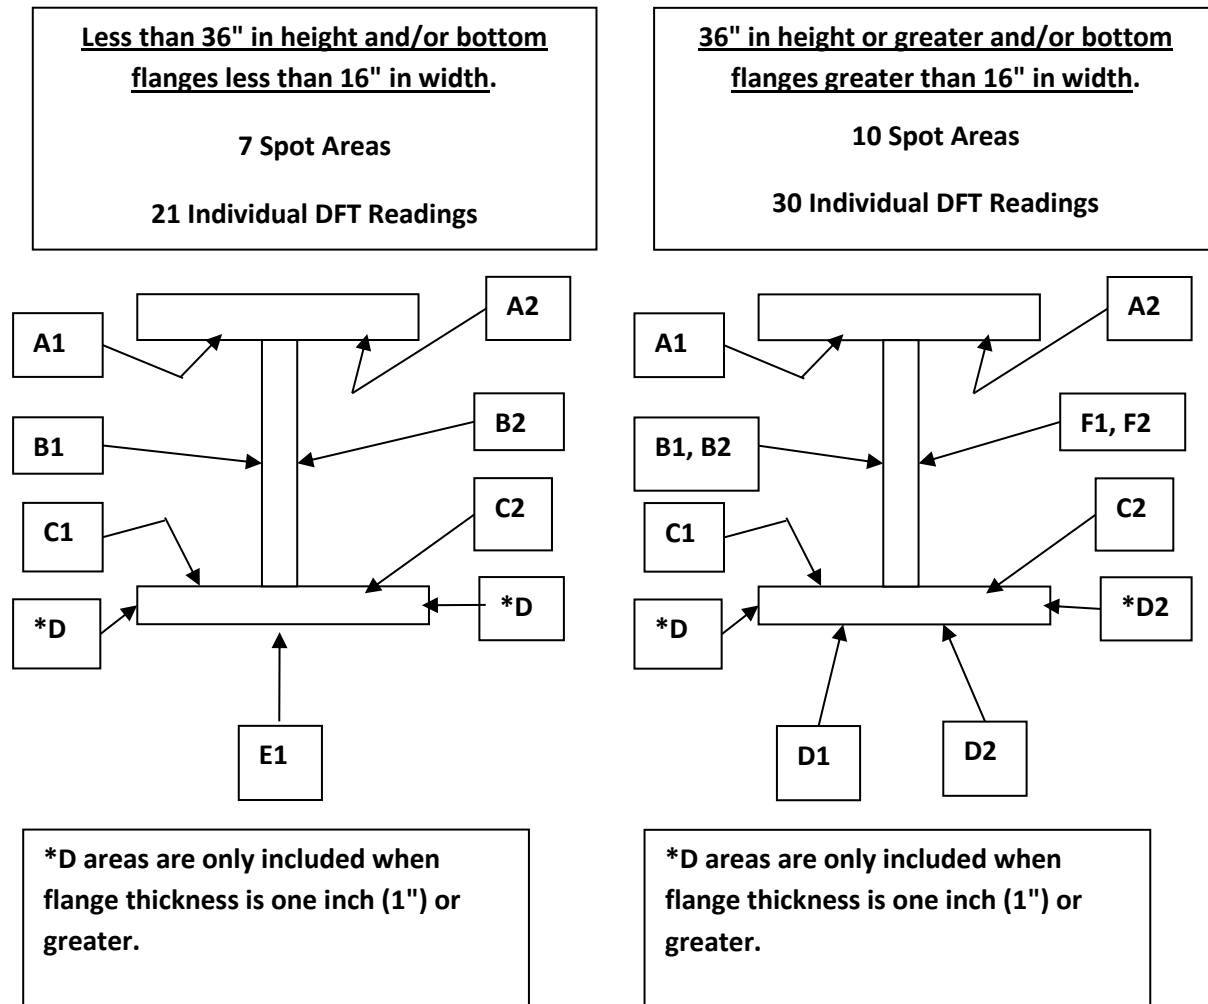 Less than 36" in height and/or bottom
flanges less than 16" in width.
7 Spot Areas
21 Individual DFT Readings
A1
A2
B1
B2
C1
C2
*D
*D
E1
*D areas are only included when
flange thickness is one inch (1") or
greater.
36" in height or greater and/or bottom
flanges greater than 16" in width.
10 Spot Areas
30 Individual DFT Readings
A1
A2
B1, B2
F1, F2
C1
C2
*D
*D2
D1
D2
*D areas are only included when
flange thickness is one inch (1") or
greater.